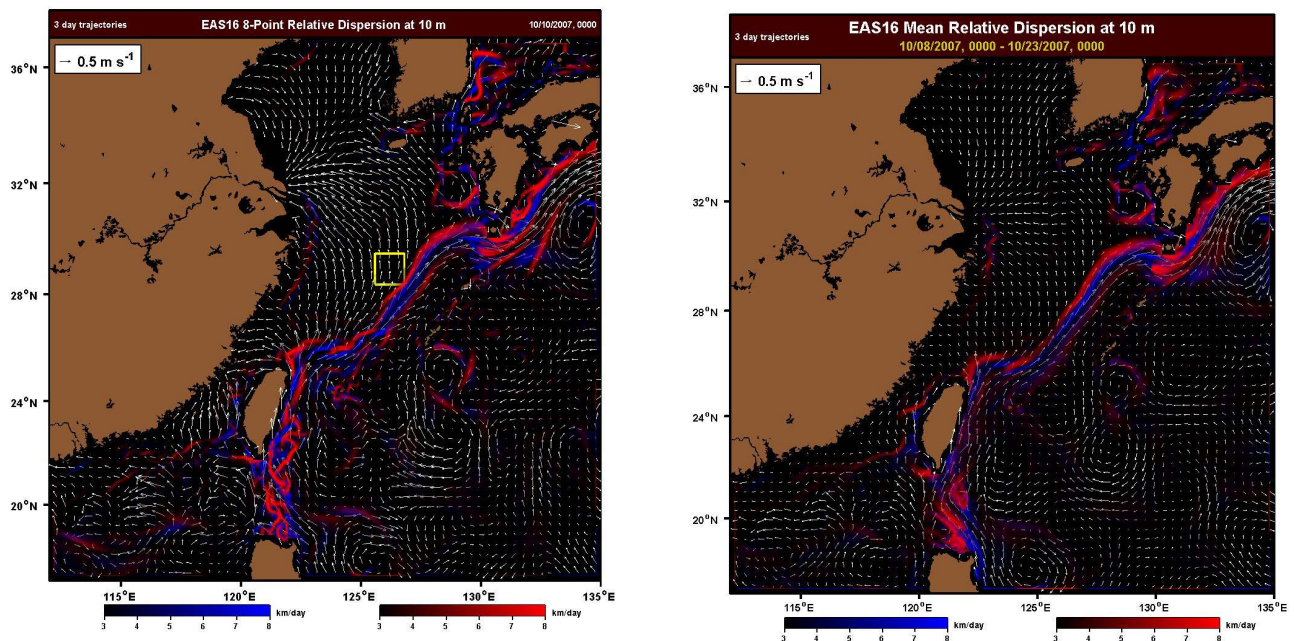 3 day trajectories
EAS16 8-Point Relative Dispersion at 10 m
10/10/2007, 0000
→ 0.5 m s⁻¹
36°N
32°N
28°N
24°N
20°N
115°E
120°E
125°E
130°E
135°E
km/day
3 4 5 6 7 8
km/day
3 4 5 6 7 8
3 day trajectories
EAS16 Mean Relative Dispersion at 10 m
10/08/2007, 0000 - 10/23/2007, 0000
→ 0.5 m s⁻¹
36°N
32°N
28°N
24°N
20°N
115°E
120°E
125°E
130°E
135°E
km/day
3 4 5 6 7 8
km/day
3 4 5 6 7 8